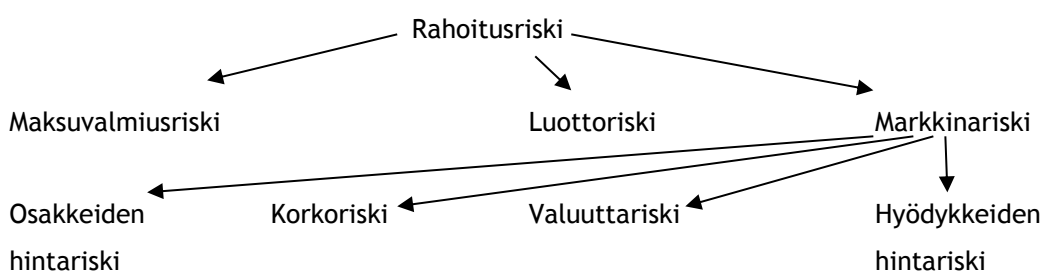 Rahoitusriski
Maksuvalmiusriski Luottoriski Markkinariski
Osakkeiden Korkoriski Valuuttariski Hyödykkeiden
hintariski hintariski